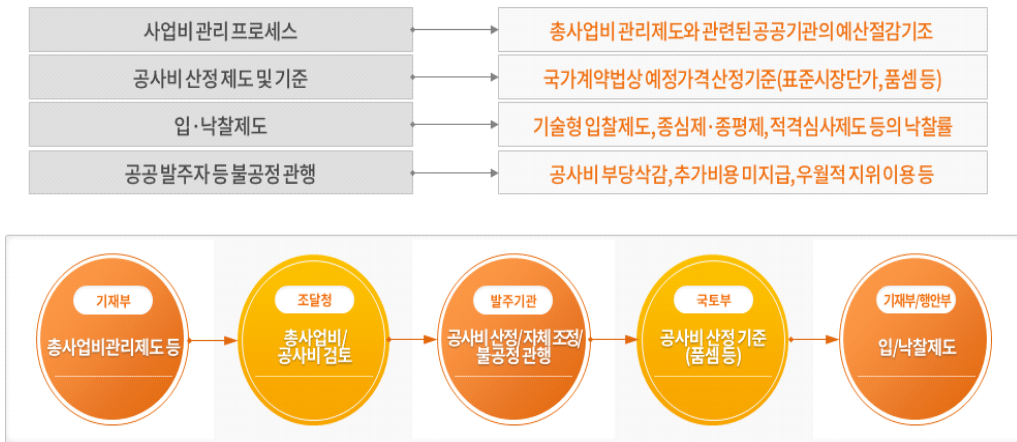 사업비 관리 프로세스
총사업비 관리제도와 관련된 공공기관의 예산절감기조
공사비 산정 제도 및 기준
국가계약법상 예정가격 산정기준(표준시장단가, 품셈 등)
입·낙찰제도
기술형 입찰제도, 종심제·종평제, 적격심사제도 등의 낙찰률
공공 발주자 등 불공정 관행
공사비 부당삭감, 추가비용 미지급, 우월적 지위 이용 등
기재부
총사업비관리제도 등
조달청
총사업비/
공사비 검토
발주기관
공사비 산정/자체 조정/
불공정 관행
국토부
공사비 산정 기준
(품셈 등)
기재부/행안부
입/낙찰제도